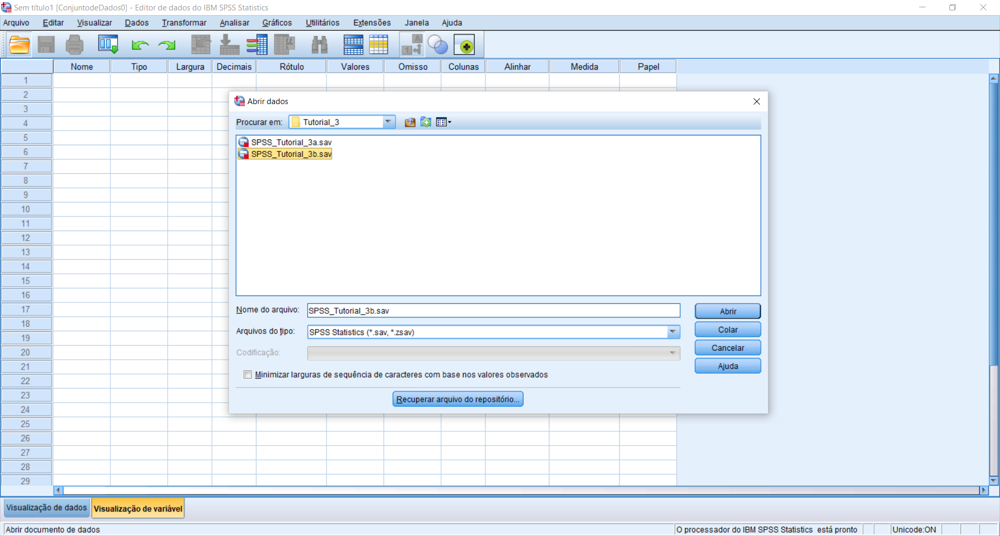 Sem título1 [ConjuntodeDados0] - Editor de dados do IBM SPSS Statistics
Arquivo Editar Visualizar Dados Transformar Analisar Gráficos Utilitários Extensões Janela Ajuda
Nome Tipo Largura Decimais Rótulo Valores Omisso Colunas Alinhar Medida Papel
1
2
3
4
5
6
7
8
9
10
11
12
13
14
15
16
17
18
19
20
21
22
23
24
25
26
27
28
29
Abrir dados
Procurar em: Tutorial_3
SPSS_Tutorial_3a.sav
SPSS_Tutorial_3b.sav
Nome do arquivo: SPSS_Tutorial_3b.sav Abrir
Arquivos do tipo: SPSS Statistics (*.sav, *.zsav) Colar
Cancelar
Codificação:
Ajuda
Minimizar larguras de sequência de caracteres com base nos valores observados
Recuperar arquivo do repositório...
Visualização de dados Visualização de variável
Abrir documento de dados O processador do IBM SPSS Statistics está pronto Unicode:ON